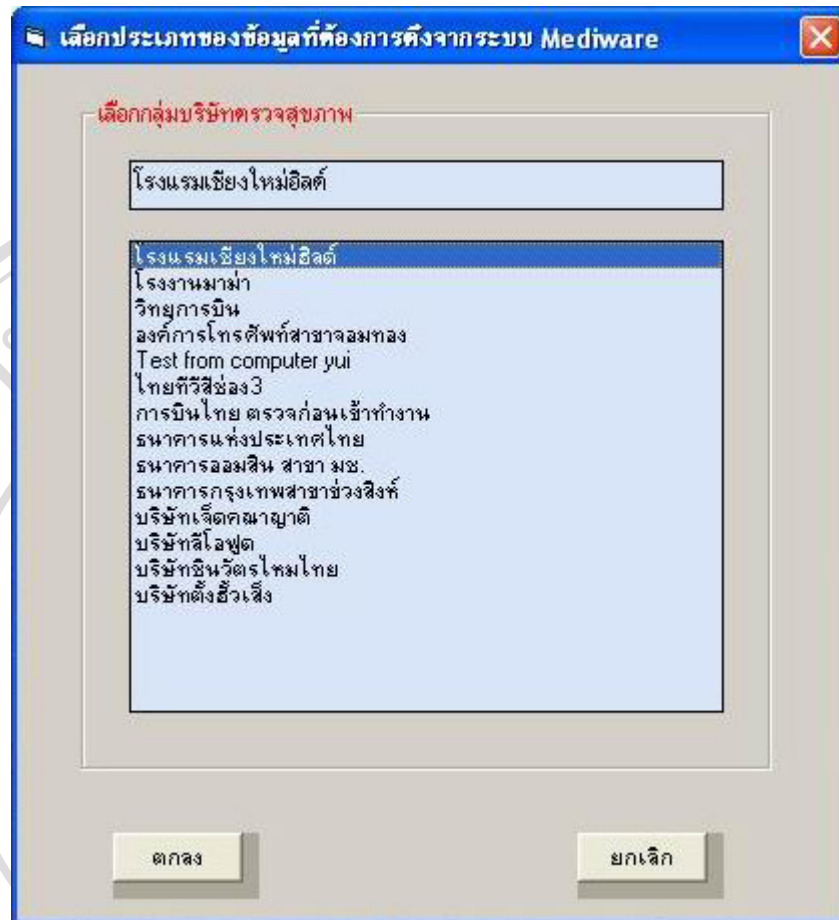 เลือกประเภทของข้อมูลที่ต้องการดึงจากระบบ Mediware
เลือกกลุ่มบริษัทตรวจสุขภาพ
โรงแรมเชียงใหม่ฮิลต์
โรงแรมเชียงใหม่ฮิลต์
โรงงานมาม่า
วิทยุการบิน
องค์การโทรศัพท์สาขาจอมทอง
Test from computer yui
ไทยทีวีสีช่อง3
การบินไทย ตรวจก่อนเข้าทำงาน
ธนาคารแห่งประเทศไทย
ธนาคารออมสิน สาขา มช.
ธนาคารกรุงเทพสาขาช่วงสิงห์
บริษัทเจ็ดคณาญาติ
บริษัทลีโอฟูด
บริษัทชินวัตรไหมไทย
บริษัทตั้งฮั้วเส็ง
ตกลง
ยกเลิก